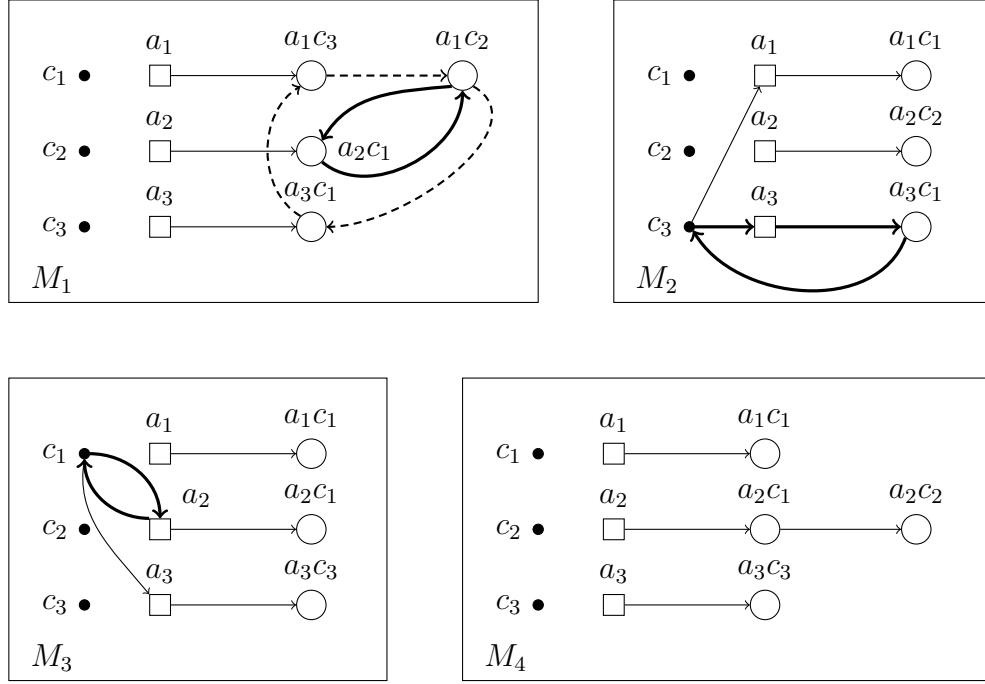 a₁ a₁c₃ a₁c₂
c₁
a₂
c₂ a₂c₁
a₃ a₃c₁
c₃
M₁
a₁ a₁c₁
c₁
a₂ a₂c₂
c₂
a₃ a₃c₁
c₃
M₂
a₁ a₁c₁
c₁
a₂ a₂c₁
c₂
a₃ a₃c₃
c₃
M₃
a₁ a₁c₁
c₁
a₂ a₂c₁ a₂c₂
c₂
a₃ a₃c₃
c₃
M₄